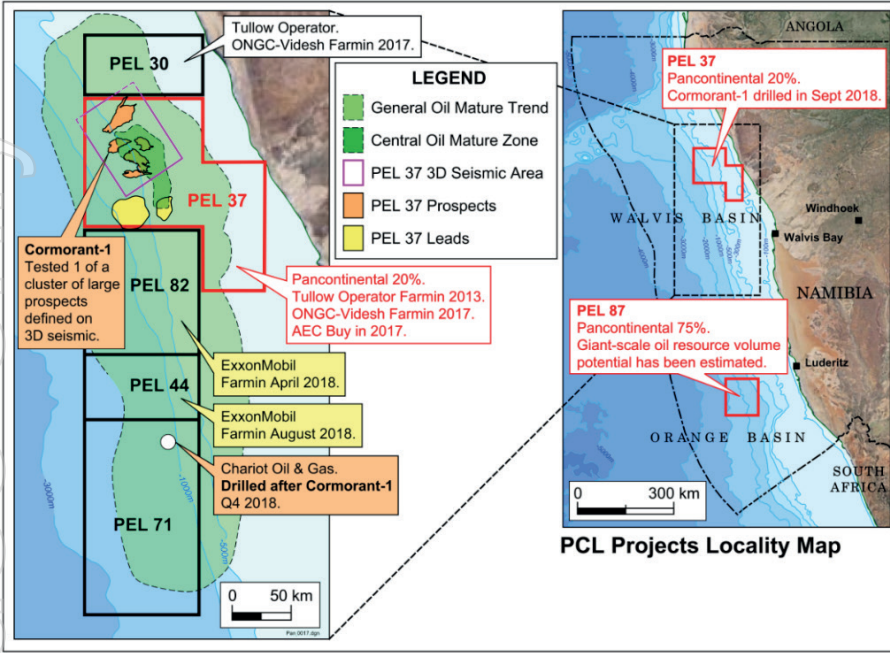 Tullow Operator.
ONGC-Videsh Farmin 2017.
PEL 30
LEGEND
General Oil Mature Trend
Central Oil Mature Zone
PEL 37 3D Seismic Area
PEL 37 Prospects
PEL 37 Leads
PEL 37
Cormorant-1
Tested 1 of a
cluster of large
prospects
defined on
3D seismic.
Pancontinental 20%.
Tullow Operator Farmin 2013.
ONGC-Videsh Farmin 2017.
AEC Buy in 2017.
PEL 82
ExxonMobil
Farmin April 2018.
PEL 44
ExxonMobil
Farmin August 2018.
Chariot Oil & Gas.
Drilled after Cormorant-1
Q4 2018.
-3000m
-1000m
-500m
PEL 71
0 50 km
Pan 0017.dgn
ANGOLA
PEL 37
Pancontinental 20%.
Cormorant-1 drilled in Sept 2018.
WALVIS BASIN
Windhoek
Walvis Bay
NAMIBIA
PEL 87
Pancontinental 75%.
Giant-scale oil resource volume
potential has been estimated.
Luderitz
ORANGE BASIN
SOUTH
AFRICA
0 300 km
PCL Projects Locality Map